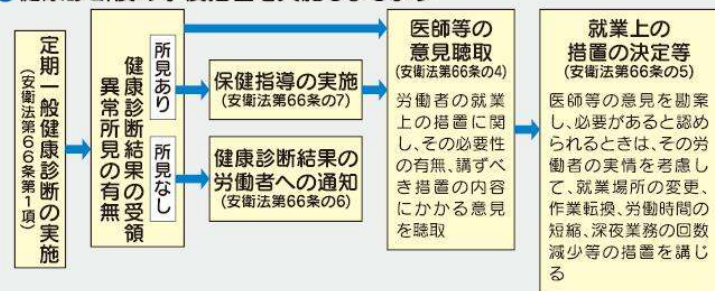 定期一般健康診断の実施
(安衛法第66条第1項)
健康診断結果の受領
異常所見の有無
所見あり
所見なし
保健指導の実施
(安衛法第66条の7)
健康診断結果の
労働者への通知
(安衛法第66条の6)
医師等の
意見聴取
(安衛法第66条の4)
労働者の就業
上の措置に関
し、その必要性
の有無、講ずべ
き措置の内容
にかかる意見
を聴取
就業上の
措置の決定等
(安衛法第66条の5)
医師等の意見を勘案
し、必要があると認め
られるときは、その労
働者の実情を考慮し
て、就業場所の変更、
作業転換、労働時間の
短縮、深夜業務の回数
減少等の措置を講じ
る